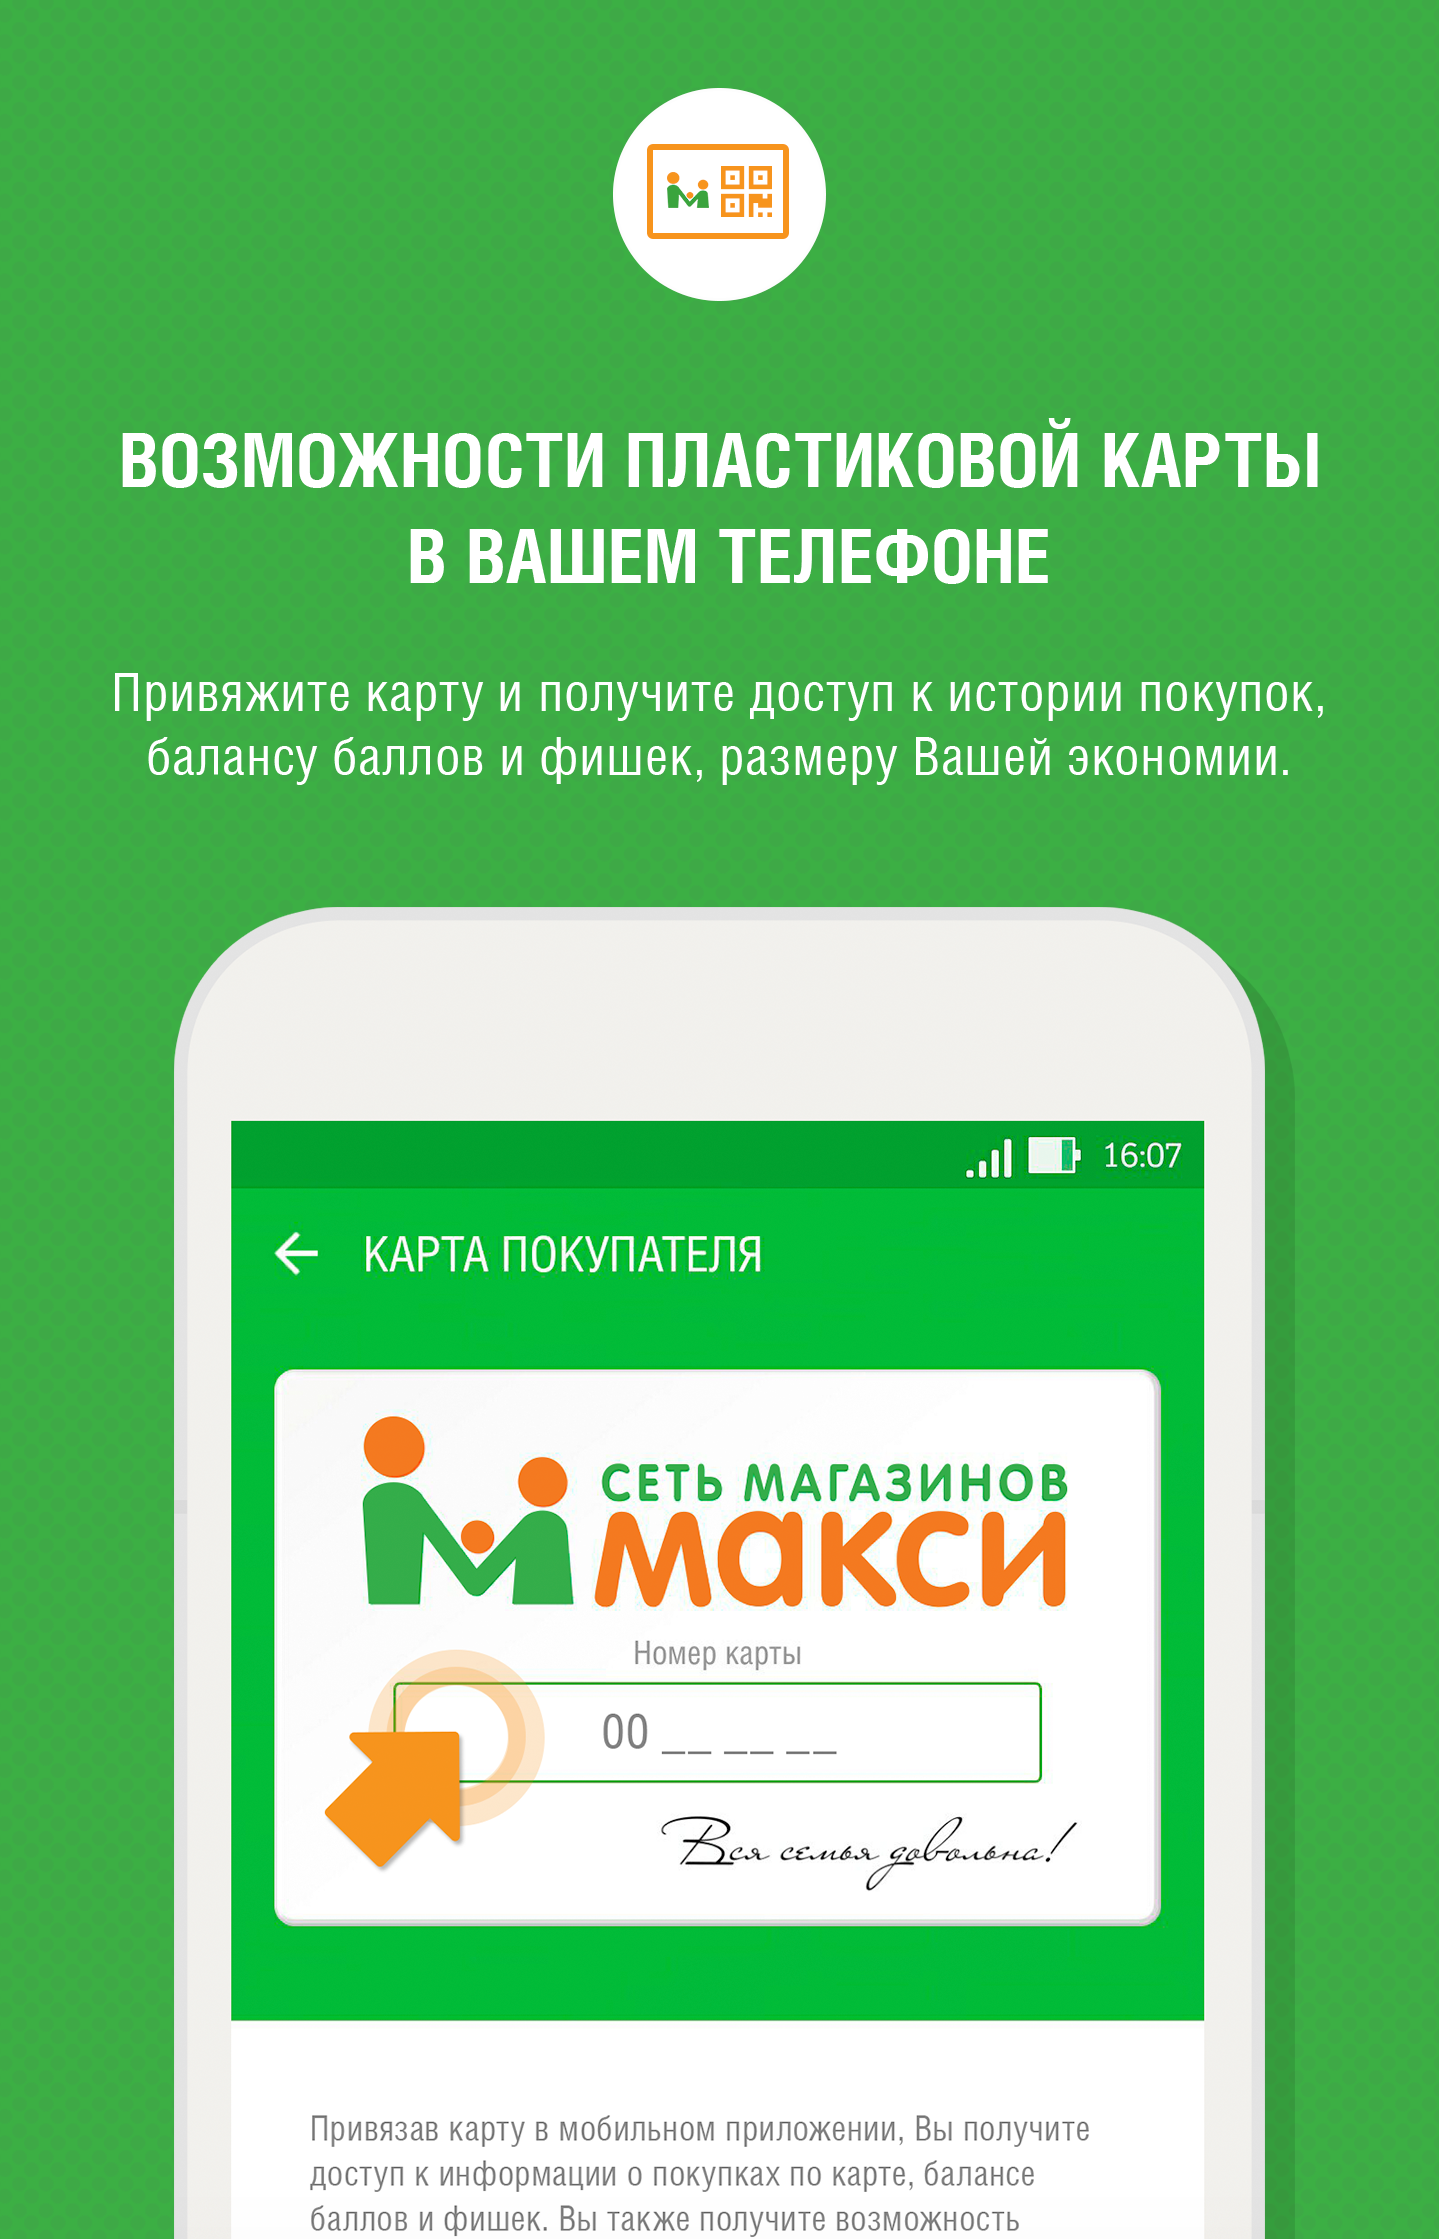 ВОЗМОЖНОСТИ ПЛАСТИКОВОЙ КАРТЫ
В ВАШЕМ ТЕЛЕФОНЕ
Привяжите карту и получите доступ к истории покупок,
балансу баллов и фишек, размеру Вашей экономии.
16:07
КАРТА ПОКУПАТЕЛЯ
СЕТЬ МАГАЗИНОВ
МАКСИ
Номер карты
00 __ __ __
Вся семья довольна!
Привязав карту в мобильном приложении, Вы получите
доступ к информации о покупках по карте, балансе
баллов и фишек. Вы также получите возможность